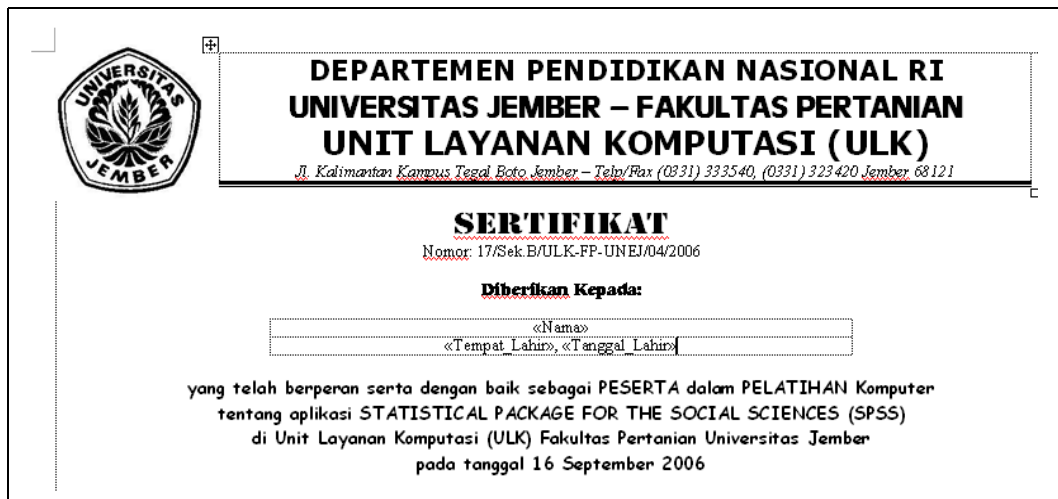 UNIVERSITAS
JEMBER
DEPARTEMEN PENDIDIKAN NASIONAL RI
UNIVERSITAS JEMBER – FAKULTAS PERTANIAN
UNIT LAYANAN KOMPUTASI (ULK)
Jl. Kalimantan Kampus Tegal Boto Jember – Telp/Fax (0331) 333540, (0331) 323420 Jember 68121
SERTIFIKAT
Nomor: 17/Sek.B/ULK-FP-UNEJ/04/2006
Diberikan Kepada:
«Nama»
«Tempat_Lahir», «Tanggal_Lahir»
yang telah berperan serta dengan baik sebagai PESERTA dalam PELATIHAN Komputer
tentang aplikasi STATISTICAL PACKAGE FOR THE SOCIAL SCIENCES (SPSS)
di Unit Layanan Komputasi (ULK) Fakultas Pertanian Universitas Jember
pada tanggal 16 September 2006